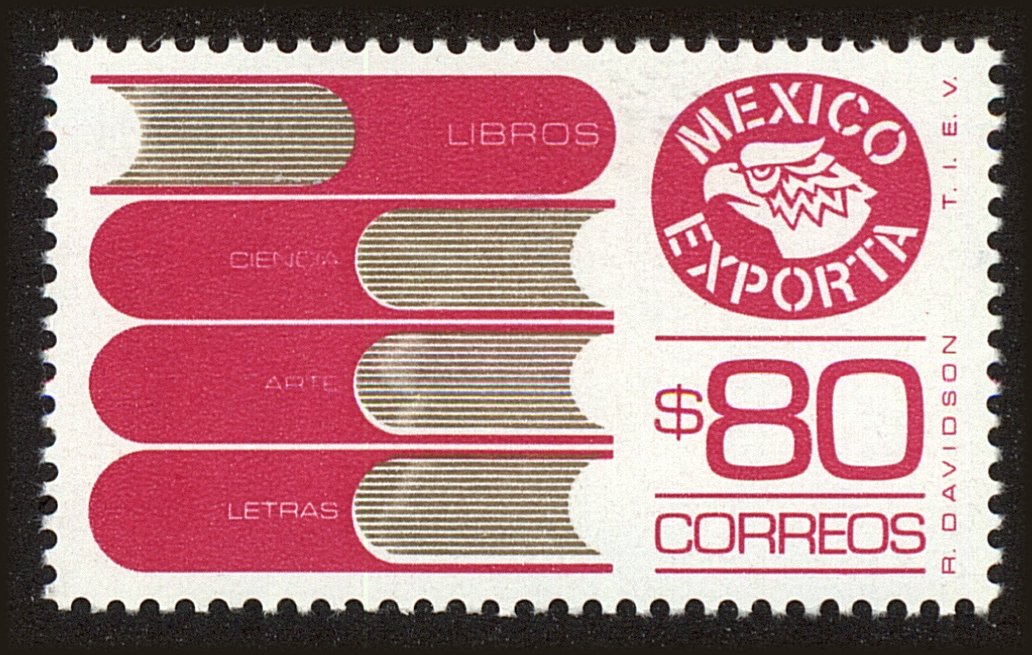 LIBROS
CIENCIA
ARTE
LETRAS
MEXICO
EXPORTA
$80
CORREOS
R. DAVIDSON T. I. E. V.